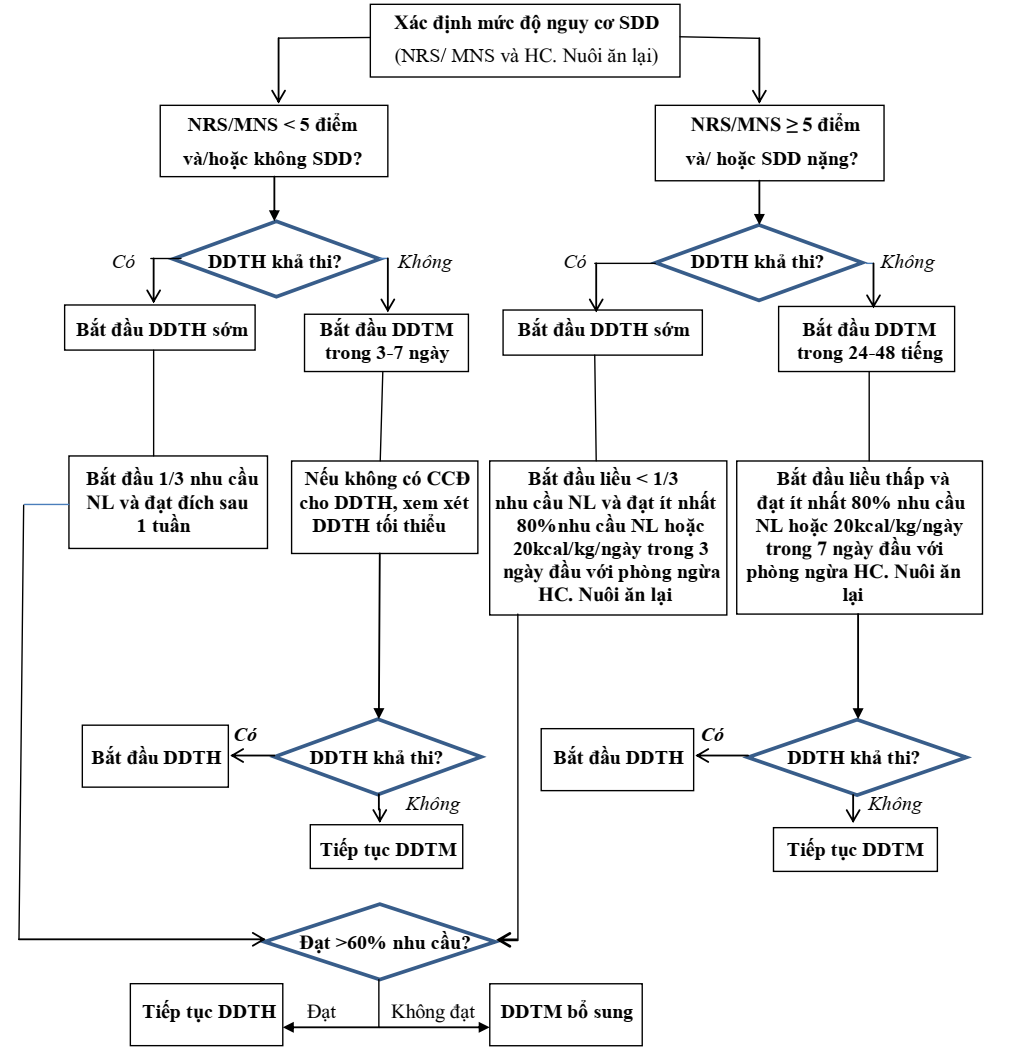 Xác định mức độ nguy cơ SDD
(NRS/ MNS và HC. Nuôi ăn lại)
NRS/MNS < 5 điểm
và/hoặc không SDD?
NRS/MNS ≥ 5 điểm
và/ hoặc SDD nặng?
Có
DDTH khả thi?
Không
Có
DDTH khả thi?
Không
Bắt đầu DDTH sớm
Bắt đầu DDTM
trong 3-7 ngày
Bắt đầu DDTH sớm
Bắt đầu DDTM
trong 24-48 tiếng
Bắt đầu 1/3 nhu cầu
NL và đạt đích sau
1 tuần
Nếu không có CCĐ
cho DDTH, xem xét
DDTH tối thiểu
Bắt đầu liều < 1/3
nhu cầu NL và đạt ít nhất
80%nhu cầu NL hoặc
20kcal/kg/ngày trong 3
ngày đầu với phòng ngừa
HC. Nuôi ăn lại
Bắt đầu liều thấp và
đạt ít nhất 80% nhu cầu
NL hoặc 20kcal/kg/ngày
trong 7 ngày đầu với
phòng ngừa HC. Nuôi ăn
lại
Bắt đầu DDTH
Có
DDTH khả thi?
Không
Tiếp tục DDTM
Bắt đầu DDTH
Có
DDTH khả thi?
Không
Tiếp tục DDTM
Đạt >60% nhu cầu?
Tiếp tục DDTH
Đạt
Không đạt
DDTM bổ sung